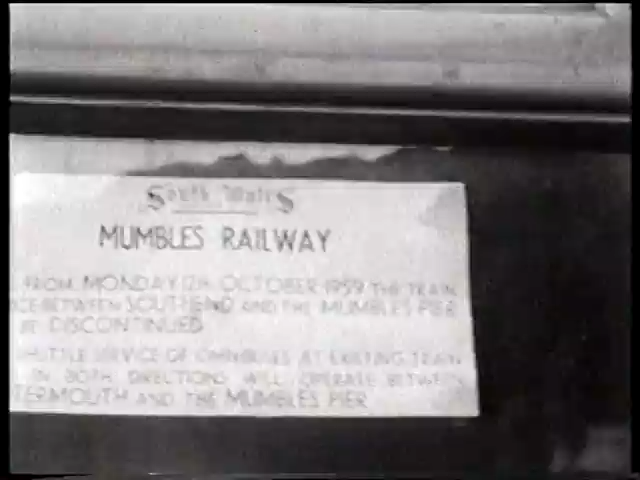 South Wales
MUMBLES RAILWAY
FROM MONDAY 12TH OCTOBER 1959 THE TRAIN
BETWEEN SOUTHEND AND THE MUMBLES PIER
BE DISCONTINUED
SHUTTLE SERVICE OF OMNIBUSES AT EXISTING TRAIN
IN BOTH DIRECTIONS WILL OPERATE BETWEEN
TERMOUTH AND THE MUMBLES PIER